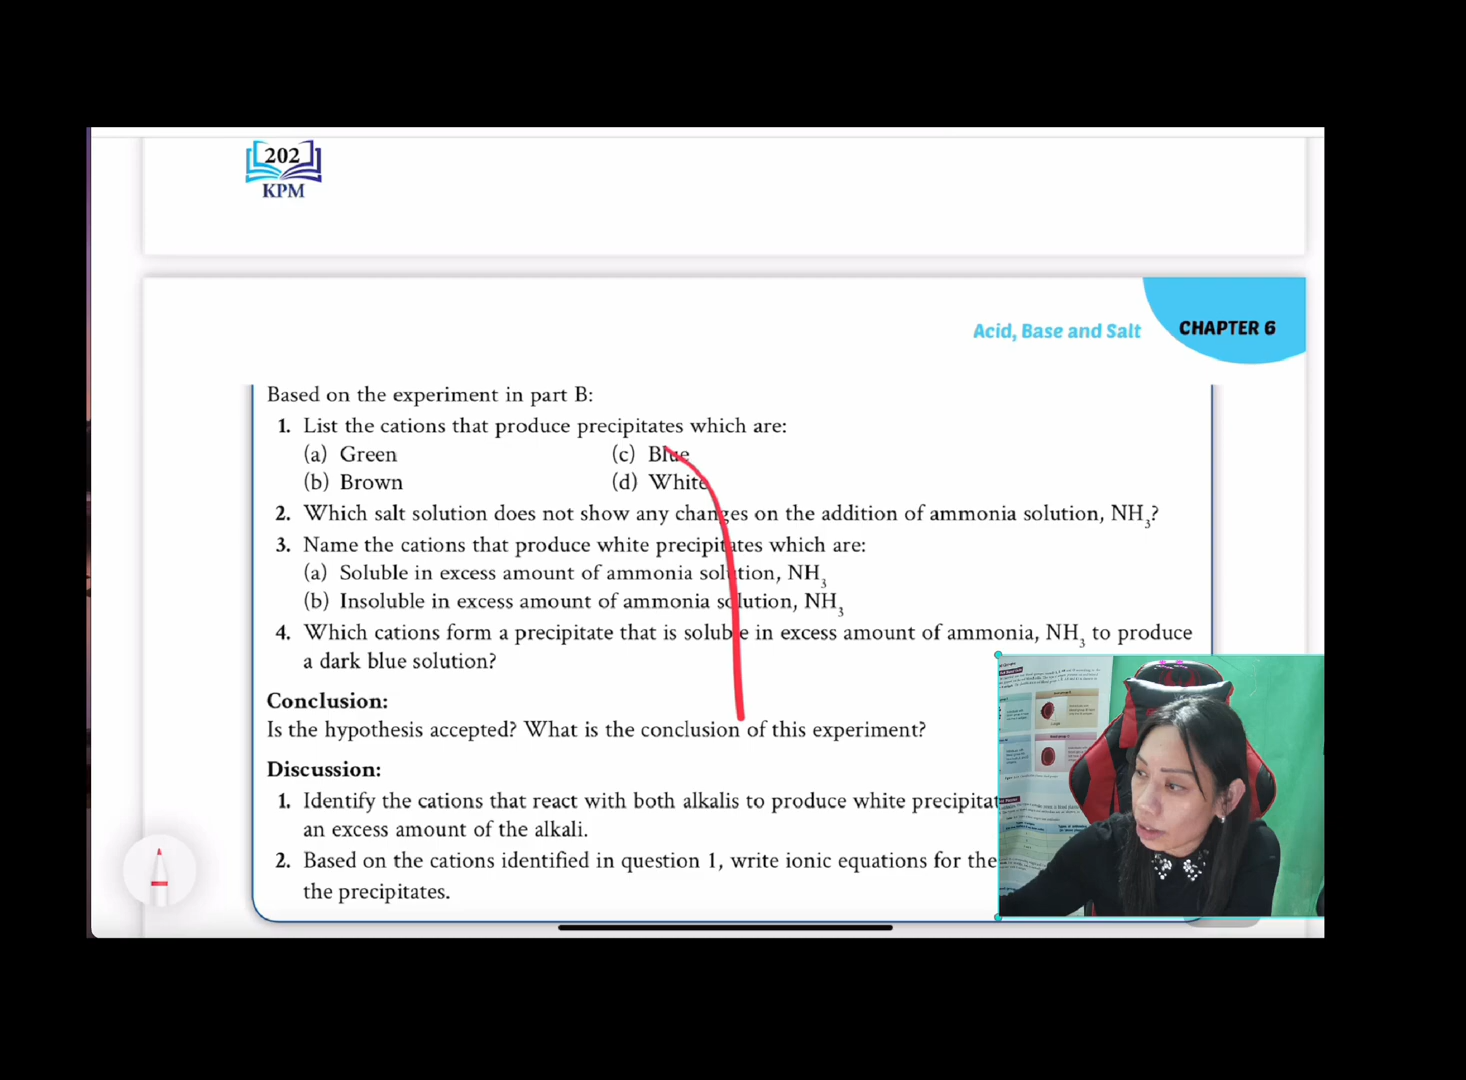 202
KPM
Acid, Base and Salt CHAPTER 6
Based on the experiment in part B:
1. List the cations that produce precipitates which are:
(a) Green (c) Blue
(b) Brown (d) White
2. Which salt solution does not show any changes on the addition of ammonia solution, NH₃?
3. Name the cations that produce white precipitates which are:
(a) Soluble in excess amount of ammonia solution, NH₃
(b) Insoluble in excess amount of ammonia solution, NH₃
4. Which cations form a precipitate that is soluble in excess amount of ammonia, NH₃ to produce
a dark blue solution?
Conclusion:
Is the hypothesis accepted? What is the conclusion of this experiment?
Discussion:
1. Identify the cations that react with both alkalis to produce white precipitat
an excess amount of the alkali.
2. Based on the cations identified in question 1, write ionic equations for the
the precipitates.